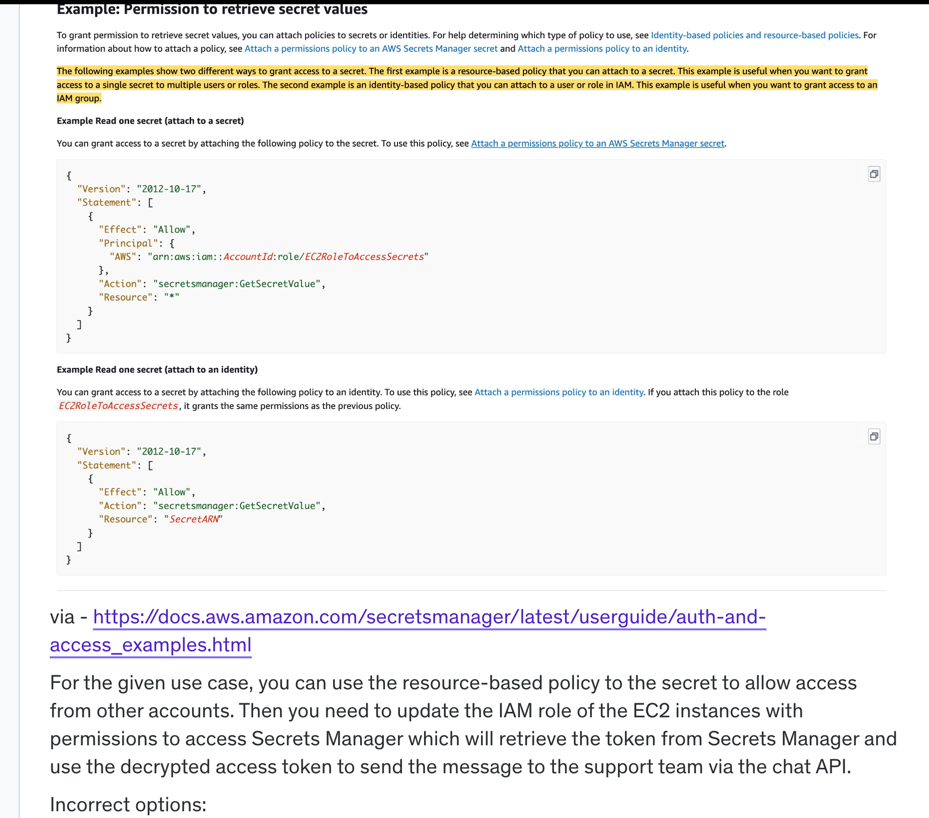 Example: Permission to retrieve secret values
To grant permission to retrieve secret values, you can attach policies to secrets or identities. For help determining which type of policy to use, see Identity-based policies and resource-based policies. For
information about how to attach a policy, see Attach a permissions policy to an AWS Secrets Manager secret and Attach a permissions policy to an identity.
The following examples show two different ways to grant access to a secret. The first example is a resource-based policy that you can attach to a secret. This example is useful when you want to grant
access to a single secret to multiple users or roles. The second example is an identity-based policy that you can attach to a user or role in IAM. This example is useful when you want to grant access to an
IAM group.
Example Read one secret (attach to a secret)
You can grant access to a secret by attaching the following policy to the secret. To use this policy, see Attach a permissions policy to an AWS Secrets Manager secret.
{
  "Version": "2012-10-17",
  "Statement": [
    {
      "Effect": "Allow",
      "Principal": {
        "AWS": "arn:aws:iam::AccountId:role/EC2RoleToAccessSecrets"
      },
      "Action": "secretsmanager:GetSecretValue",
      "Resource": "*"
    }
  ]
}
Example Read one secret (attach to an identity)
You can grant access to a secret by attaching the following policy to an identity. To use this policy, see Attach a permissions policy to an identity. If you attach this policy to the role
EC2RoleToAccessSecrets, it grants the same permissions as the previous policy.
{
  "Version": "2012-10-17",
  "Statement": [
    {
      "Effect": "Allow",
      "Action": "secretsmanager:GetSecretValue",
      "Resource": "SecretARN"
    }
  ]
}
via - https://docs.aws.amazon.com/secretsmanager/latest/userguide/auth-and-
access_examples.html
For the given use case, you can use the resource-based policy to the secret to allow access
from other accounts. Then you need to update the IAM role of the EC2 instances with
permissions to access Secrets Manager which will retrieve the token from Secrets Manager and
use the decrypted access token to send the message to the support team via the chat API.
Incorrect options: